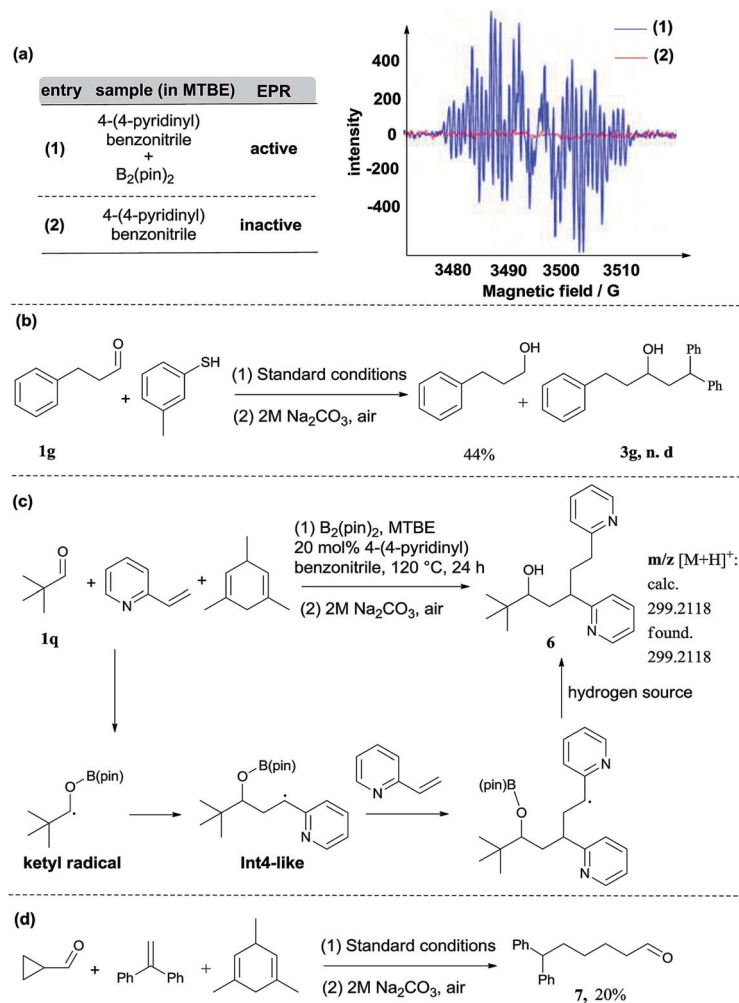 (a)
entry sample (in MTBE) EPR
(1) 4-(4-pyridinyl) benzonitrile + B₂(pin)₂ active
(2) 4-(4-pyridinyl) benzonitrile inactive
(1)
(2)
400
200
0
-200
-400
intensity
3480 3490 3500 3510
Magnetic field / G
(b)
O
SH
+
(1) Standard conditions
(2) 2M Na₂CO₃, air
OH
+
OH Ph
Ph
1g
44%
3g, n. d
(c)
O
+
N
+
(1) B₂(pin)₂, MTBE
20 mol% 4-(4-pyridinyl)
benzonitrile, 120 °C, 24 h
(2) 2M Na₂CO₃, air
N
OH
N
1q
6
m/z [M+H]⁺:
calc.
299.2118
found.
299.2118
hydrogen source
O B(pin)
·
ketyl radical
B(pin)
O
·
N
Int4-like
N
N
(pin)B
O
·
N
(d)
O
+
Ph Ph
+
(1) Standard conditions
(2) 2M Na₂CO₃, air
Ph
Ph
O
7, 20%